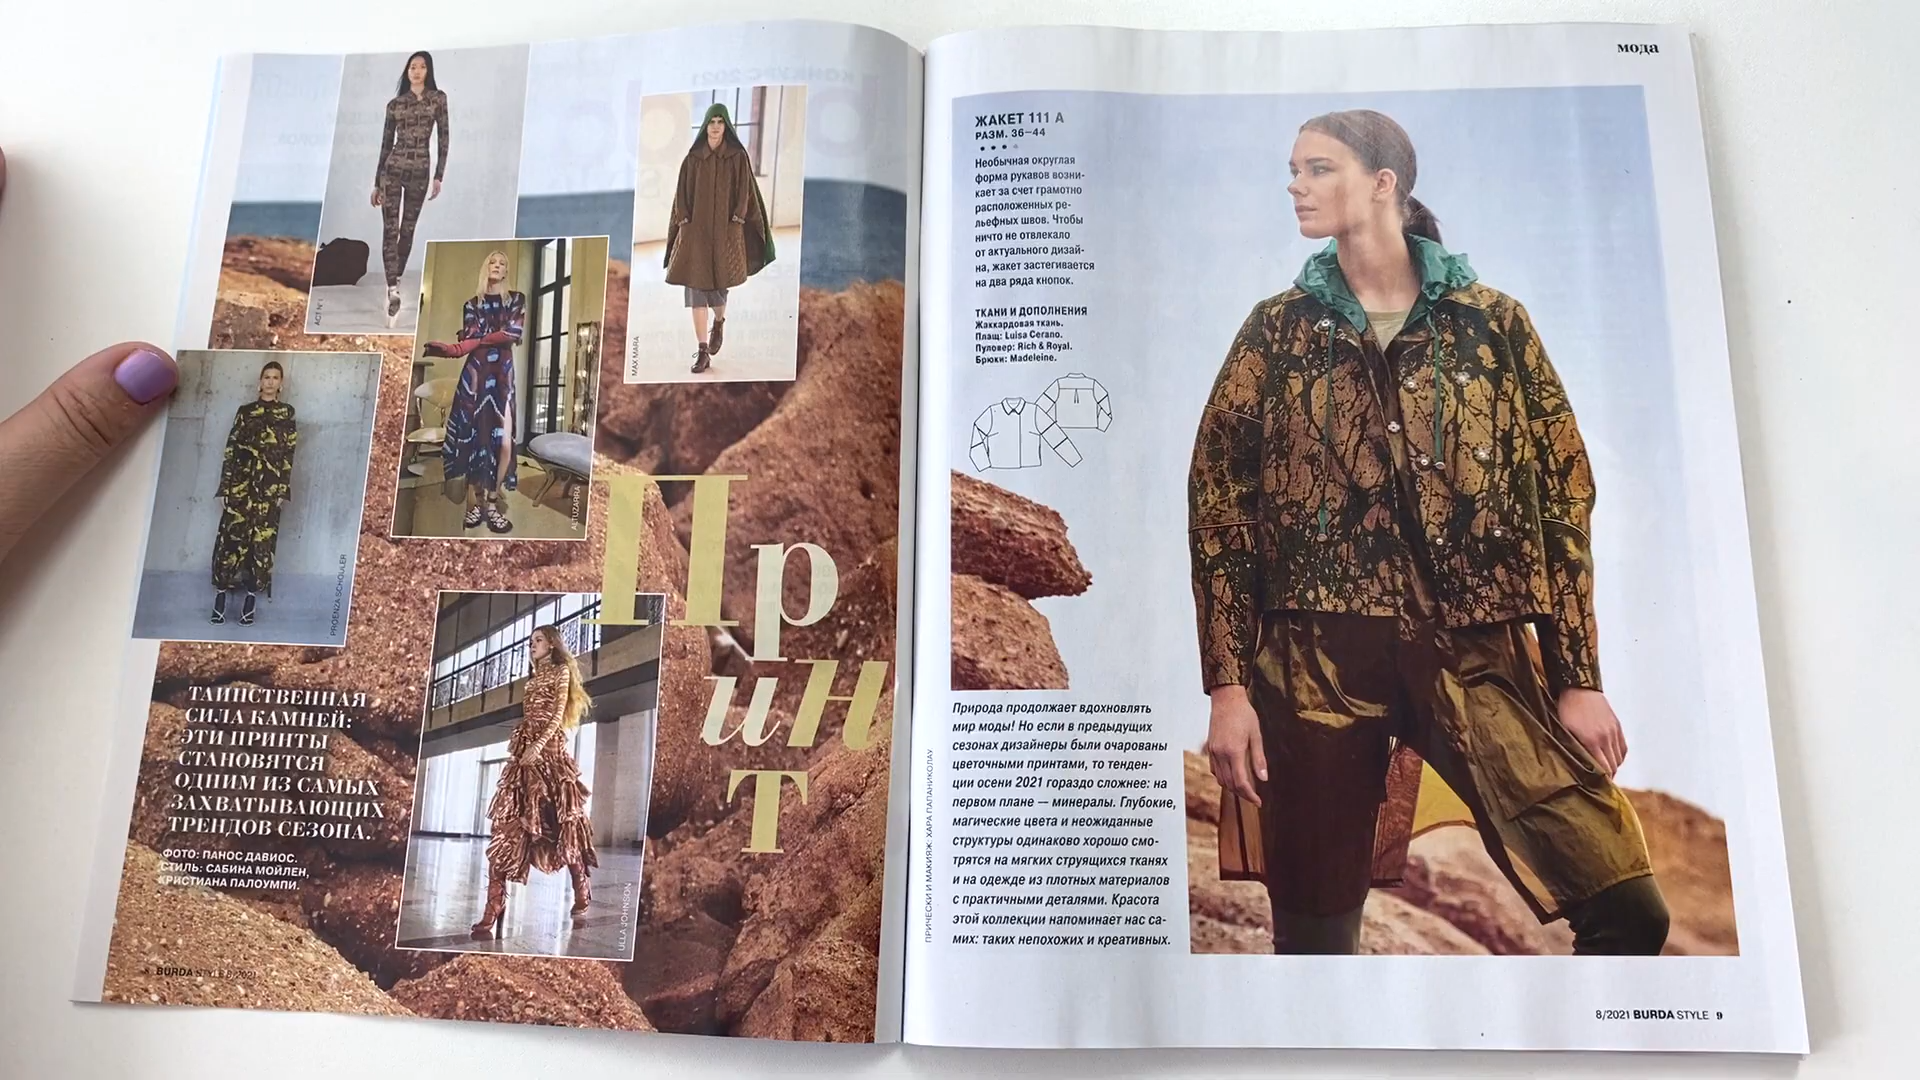 ACT N°1
MAX MARA
ALTUZARRA
PROENZA SCHOULER
ULLA JOHNSON
Принт
ТАИНСТВЕННАЯ
СИЛА КАМНЕЙ:
ЭТИ ПРИНТЫ
СТАНОВЯТСЯ
ОДНИМ ИЗ САМЫХ
ЗАХВАТЫВАЮЩИХ
ТРЕНДОВ СЕЗОНА.
ФОТО: ПАНОС ДАВИОС.
СТИЛЬ: САБИНА МОЙЛЕН,
КРИСТИАНА ПАЛОУМПИ.
8 BURDA STYLE 8/2021
мода
ЖАКЕТ 111 A
РАЗМ. 36–44
Необычная округлая
форма рукавов возни-
кает за счет грамотно
расположенных ре-
льефных швов. Чтобы
ничто не отвлекало
от актуального дизай-
на, жакет застегивается
на два ряда кнопок.
ТКАНИ И ДОПОЛНЕНИЯ
Жаккардовая ткань.
Плащ: Luisa Cerano.
Пуловер: Rich & Royal.
Брюки: Madeleine.
Природа продолжает вдохновлять
мир моды! Но если в предыдущих
сезонах дизайнеры были очарованы
цветочными принтами, то тенден-
ции осени 2021 гораздо сложнее: на
первом плане — минералы. Глубокие,
магические цвета и неожиданные
структуры одинаково хорошо смо-
трятся на мягких струящихся тканях
и на одежде из плотных материалов
с практичными деталями. Красота
этой коллекции напоминает нас са-
мих: таких непохожих и креативных.
ПРИЧЕСКИ И МАКИЯЖ: ХАРА ПАПАНИКОЛАУ
8/2021 BURDA STYLE 9